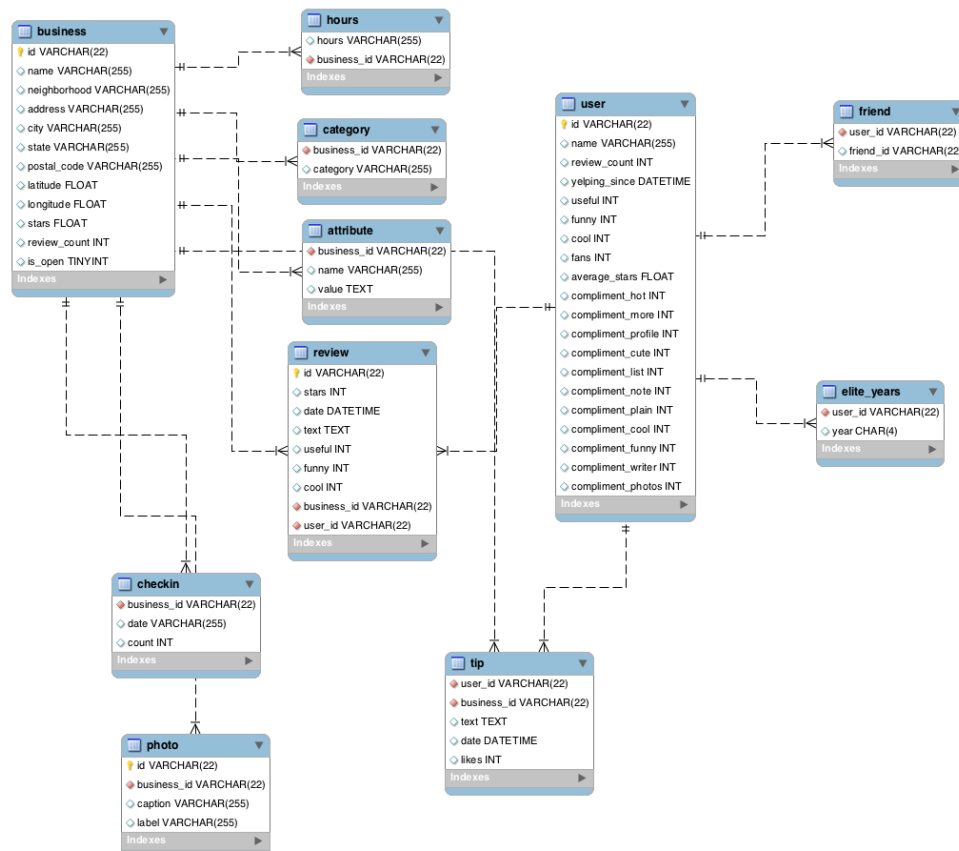 business
id VARCHAR(22)
name VARCHAR(255)
neighborhood VARCHAR(255)
address VARCHAR(255)
city VARCHAR(255)
state VARCHAR(255)
postal_code VARCHAR(255)
latitude FLOAT
longitude FLOAT
stars FLOAT
review_count INT
is_open TINYINT
Indexes
hours
hours VARCHAR(255)
business_id VARCHAR(22)
Indexes
category
business_id VARCHAR(22)
category VARCHAR(255)
Indexes
attribute
business_id VARCHAR(22)
name VARCHAR(255)
value TEXT
Indexes
review
id VARCHAR(22)
stars INT
date DATETIME
text TEXT
useful INT
funny INT
cool INT
business_id VARCHAR(22)
user_id VARCHAR(22)
Indexes
user
id VARCHAR(22)
name VARCHAR(255)
review_count INT
yelping_since DATETIME
useful INT
funny INT
cool INT
fans INT
average_stars FLOAT
compliment_hot INT
compliment_more INT
compliment_profile INT
compliment_cute INT
compliment_list INT
compliment_note INT
compliment_plain INT
compliment_cool INT
compliment_funny INT
compliment_writer INT
compliment_photos INT
Indexes
friend
user_id VARCHAR(22)
friend_id VARCHAR(22
Indexes
elite_years
user_id VARCHAR(22)
year CHAR(4)
Indexes
checkin
business_id VARCHAR(22)
date VARCHAR(255)
count INT
Indexes
tip
user_id VARCHAR(22)
business_id VARCHAR(22)
text TEXT
date DATETIME
likes INT
Indexes
photo
id VARCHAR(22)
business_id VARCHAR(22)
caption VARCHAR(255)
label VARCHAR(255)
Indexes